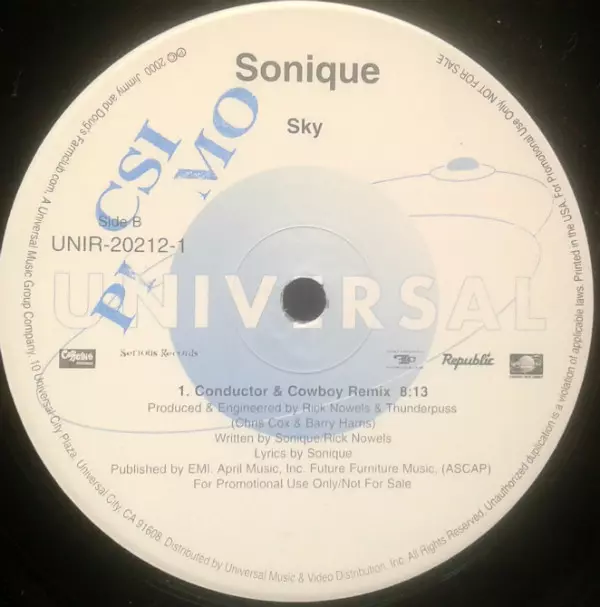 Sonique
Sky
CSI
PROMO
Side B
UNIR-20212-1
UNIVERSAL
Serious Records
Republic
1. Conductor & Cowboy Remix 8:13
Produced & Engineered by Rick Nowels & Thunderpuss
(Chris Cox & Barry Harris)
Written by Sonique/Rick Nowels
Lyrics by Sonique
Published by EMI. April Music, Inc. Future Furniture Music, (ASCAP)
For Promotional Use Only/Not For Sale
℗© 2000 Jimmy and Doug's Farmclub.com, A Universal Music Group Company, 10 Universal City Plaza, Universal City, CA 91608. Distributed by Universal Music & Video Distribution, Inc. All Rights Reserved. Unauthorized duplication is a violation of applicable laws. Printed in the USA. For Promotional Use Only, NOT FOR SALE